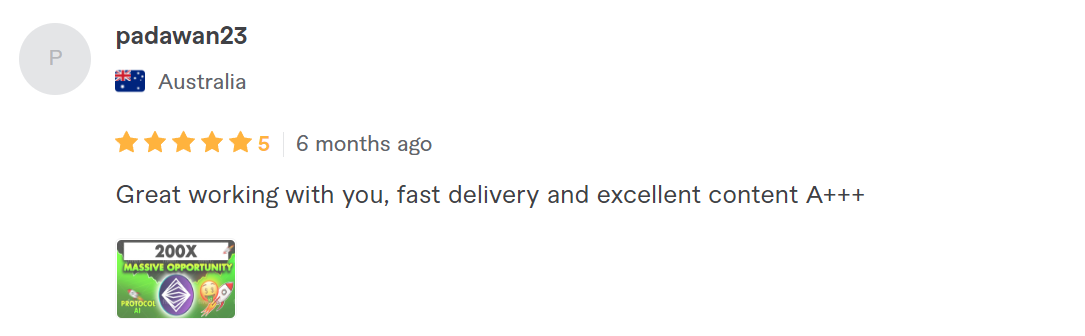 P
padawan23
Australia
5
6 months ago
Great working with you, fast delivery and excellent content A+++
200X
MASSIVE OPPORTUNITY
PROTOCOL
AI